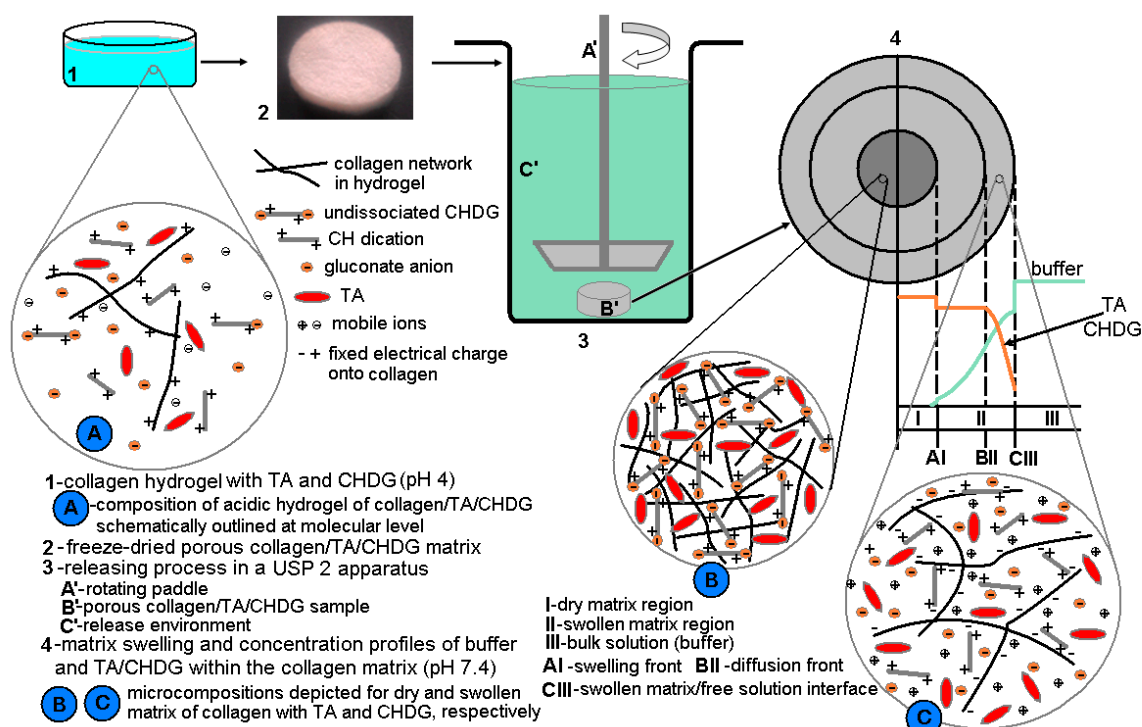 1
2
A'
C'
B'
3
4
collagen network
in hydrogel
undissociated CHDG
CH dication
gluconate anion
TA
mobile ions
- + fixed electrical charge
onto collagen
A
buffer
TA
CHDG
I II III
AI BII CIII
B
C
1-collagen hydrogel with TA and CHDG (pH 4)
A -composition of acidic hydrogel of collagen/TA/CHDG
schematically outlined at molecular level
2 -freeze-dried porous collagen/TA/CHDG matrix
3 -releasing process in a USP 2 apparatus
A'-rotating paddle
B'-porous collagen/TA/CHDG sample
C'-release environment
4-matrix swelling and concentration profiles of buffer
and TA/CHDG within the collagen matrix (pH 7.4)
B C microcompositions depicted for dry and swollen
matrix of collagen with TA and CHDG, respectively
I-dry matrix region
II-swollen matrix region
III-bulk solution (buffer)
AI -swelling front BII -diffusion front
CIII-swollen matrix/free solution interface